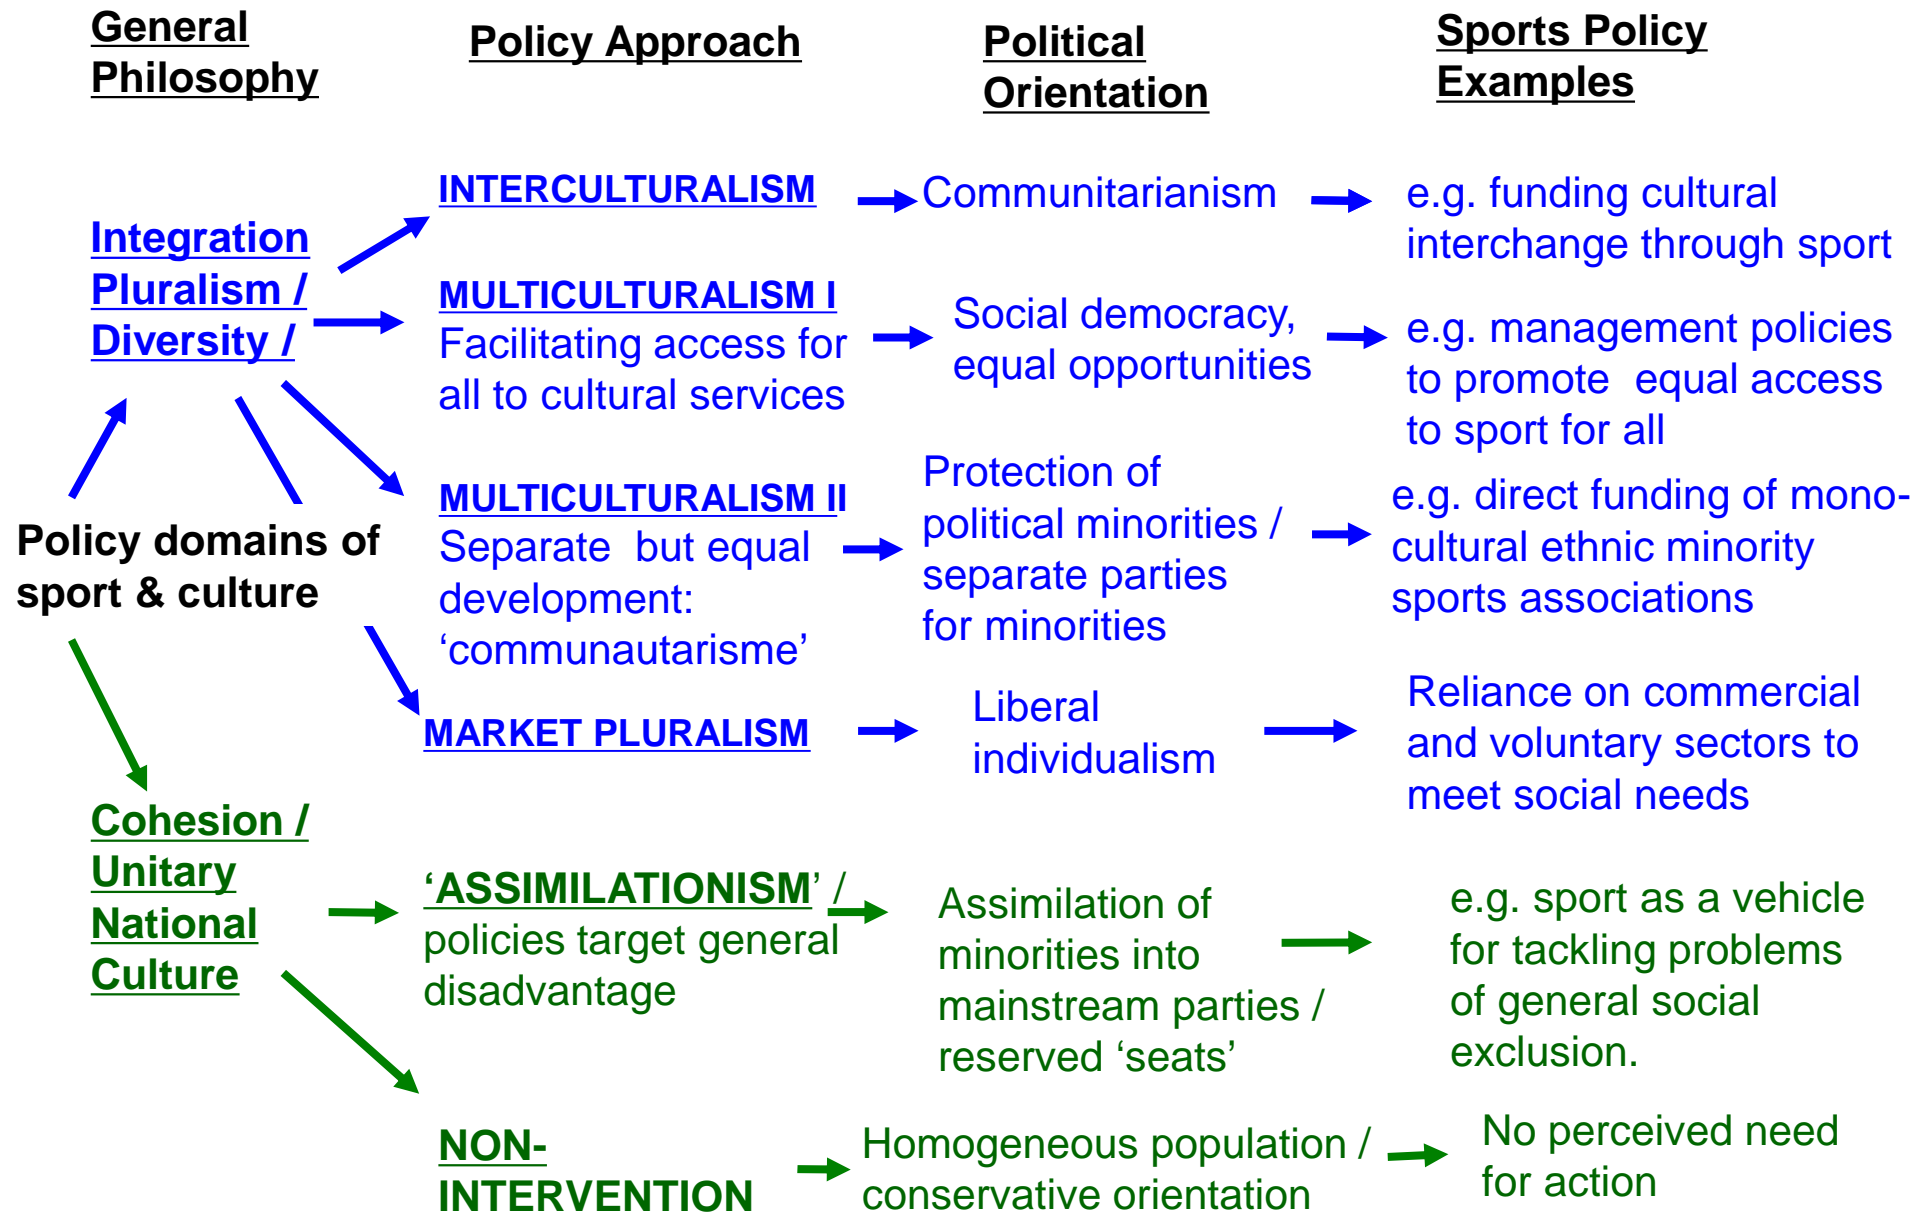 General
Philosophy
Policy Approach
Political
Orientation
Sports Policy
Examples
Integration
Pluralism /
Diversity /
INTERCULTURALISM
Communitarianism
e.g. funding cultural
interchange through sport
MULTICULTURALISM I
Facilitating access for
all to cultural services
Social democracy,
equal opportunities
e.g. management policies
to promote equal access
to sport for all
Policy domains of
sport & culture
MULTICULTURALISM II
Separate but equal
development:
‘communautarisme’
Protection of
political minorities /
separate parties
for minorities
e.g. direct funding of mono-
cultural ethnic minority
sports associations
MARKET PLURALISM
Liberal
individualism
Reliance on commercial
and voluntary sectors to
meet social needs
Cohesion /
Unitary
National
Culture
‘ASSIMILATIONISM’ /
policies target general
disadvantage
Assimilation of
minorities into
mainstream parties /
reserved ‘seats’
e.g. sport as a vehicle
for tackling problems
of general social
exclusion.
NON-
INTERVENTION
Homogeneous population /
conservative orientation
No perceived need
for action